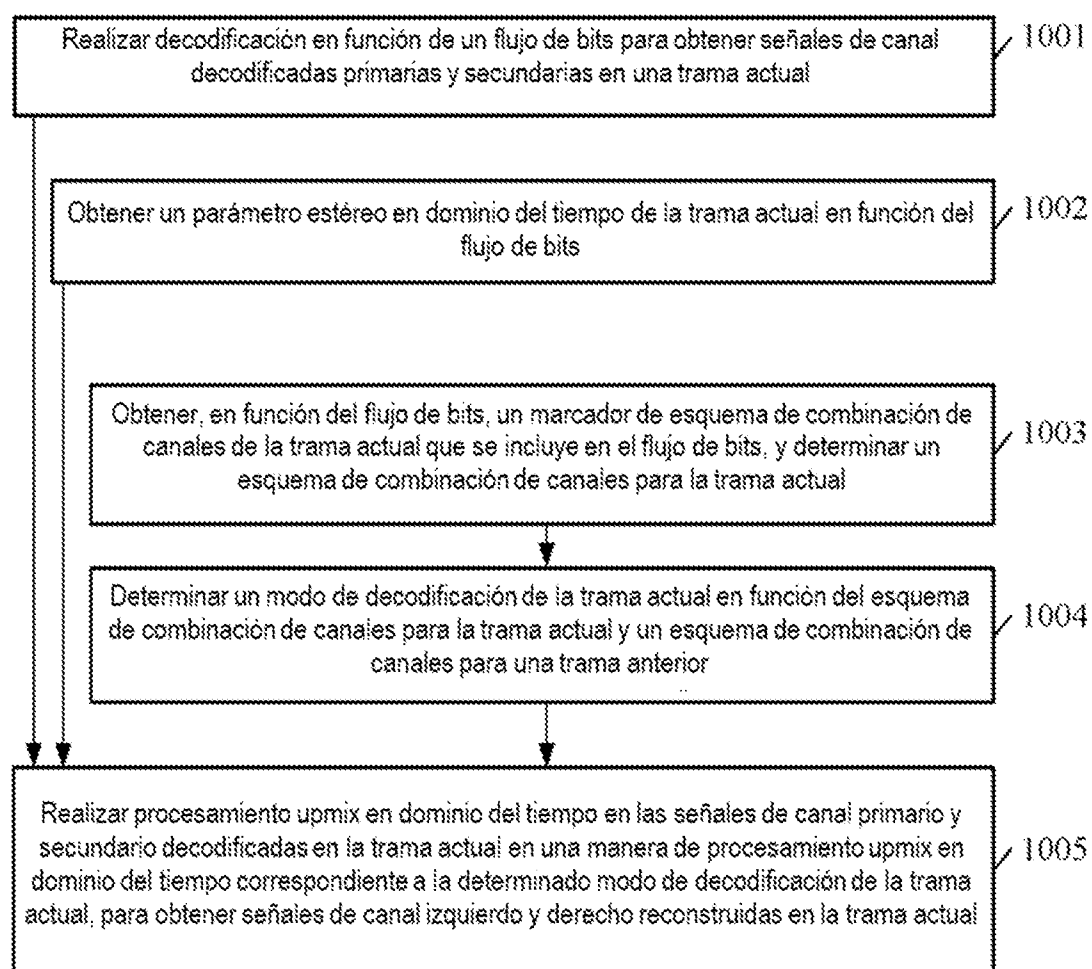 Realizar decodificación en función de un flujo de bits para obtener señales de canal
decodificadas primarias y secundarias en una trama actual
1001
Obtener un parámetro estéreo en dominio del tiempo de la trama actual en función del
flujo de bits
1002
Obtener, en función del flujo de bits, un marcador de esquema de combinación de
canales de la trama actual que se incluye en el flujo de bits, y determinar un
esquema de combinación de canales para la trama actual
1003
Determinar un modo de decodificación de la trama actual en función del esquema
de combinación de canales para la trama actual y un esquema de combinación de
canales para una trama anterior
1004
Realizar procesamiento upmix en dominio del tiempo en las señales de canal primario y
secundario decodificadas en la trama actual en una manera de procesamiento upmix en
dominio del tiempo correspondiente a la determinado modo de decodificación de la trama
actual, para obtener señales de canal izquierdo y derecho reconstruidas en la trama actual
1005